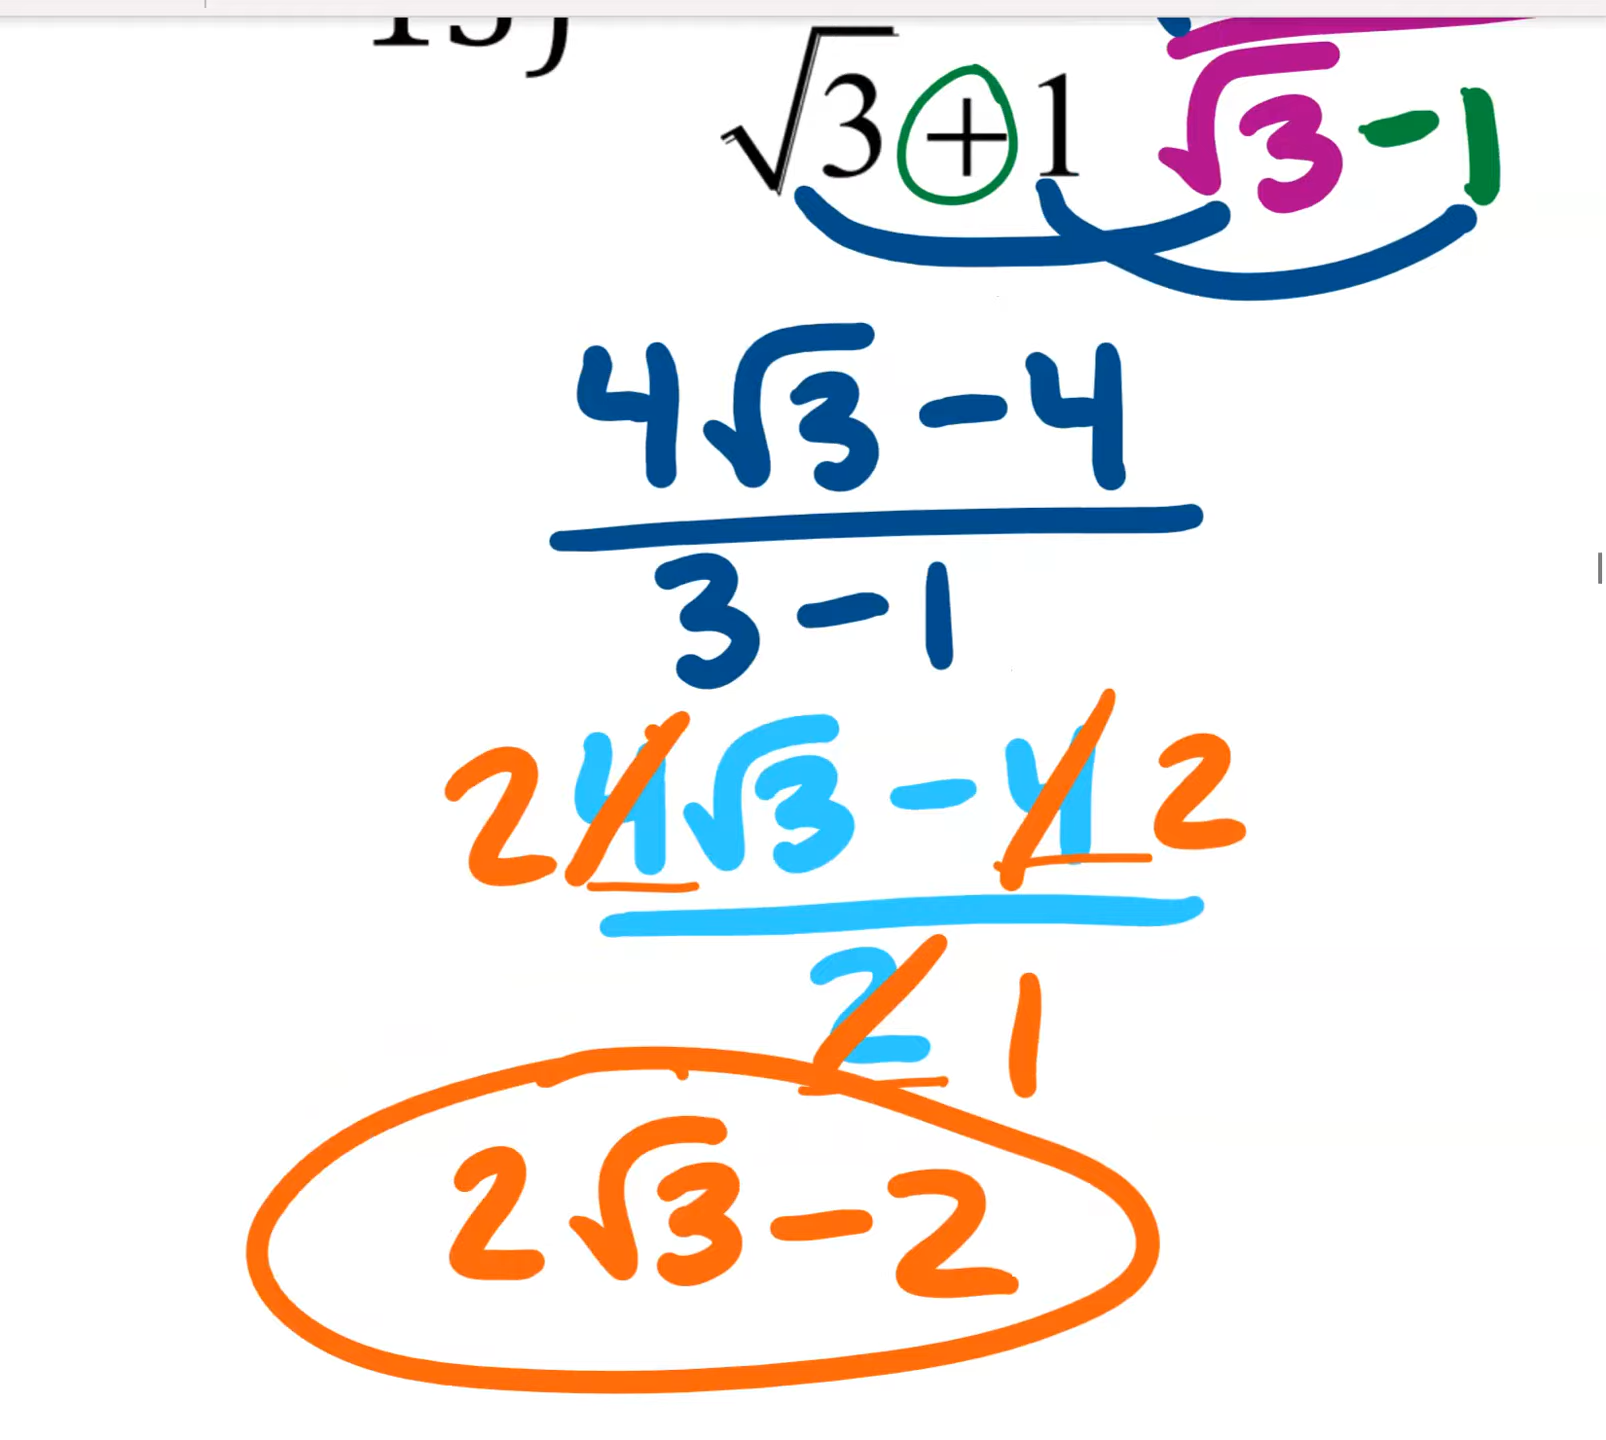 √3 + 1 √3 - 1
4√3 - 4
3 - 1
2 4√3 - 4 2
2 1
2√3 - 2